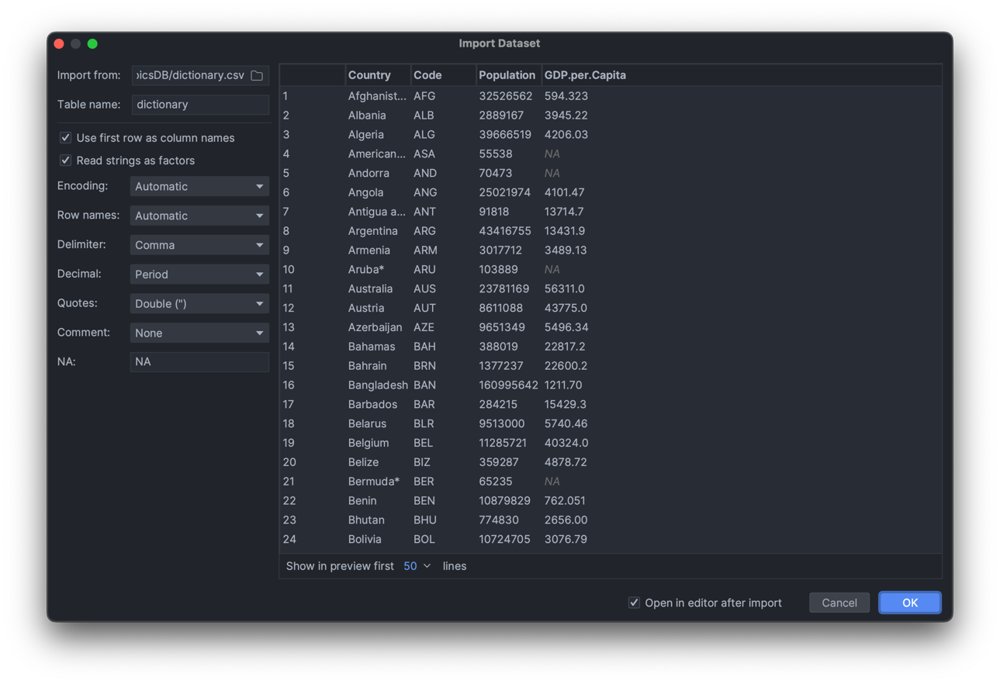 Import Dataset
Import from: picsDB/dictionary.csv
Table name: dictionary
Use first row as column names
Read strings as factors
Encoding: Automatic
Row names: Automatic
Delimiter: Comma
Decimal: Period
Quotes: Double (")
Comment: None
NA: NA
Country Code Population GDP.per.Capita
1 Afghanist... AFG 32526562 594.323
2 Albania ALB 2889167 3945.22
3 Algeria ALG 39666519 4206.03
4 American... ASA 55538 NA
5 Andorra AND 70473 NA
6 Angola ANG 25021974 4101.47
7 Antigua a... ANT 91818 13714.7
8 Argentina ARG 43416755 13431.9
9 Armenia ARM 3017712 3489.13
10 Aruba* ARU 103889 NA
11 Australia AUS 23781169 56311.0
12 Austria AUT 8611088 43775.0
13 Azerbaijan AZE 9651349 5496.34
14 Bahamas BAH 388019 22817.2
15 Bahrain BRN 1377237 22600.2
16 Bangladesh BAN 160995642 1211.70
17 Barbados BAR 284215 15429.3
18 Belarus BLR 9513000 5740.46
19 Belgium BEL 11285721 40324.0
20 Belize BIZ 359287 4878.72
21 Bermuda* BER 65235 NA
22 Benin BEN 10879829 762.051
23 Bhutan BHU 774830 2656.00
24 Bolivia BOL 10724705 3076.79
Show in preview first 50 lines
Open in editor after import Cancel OK